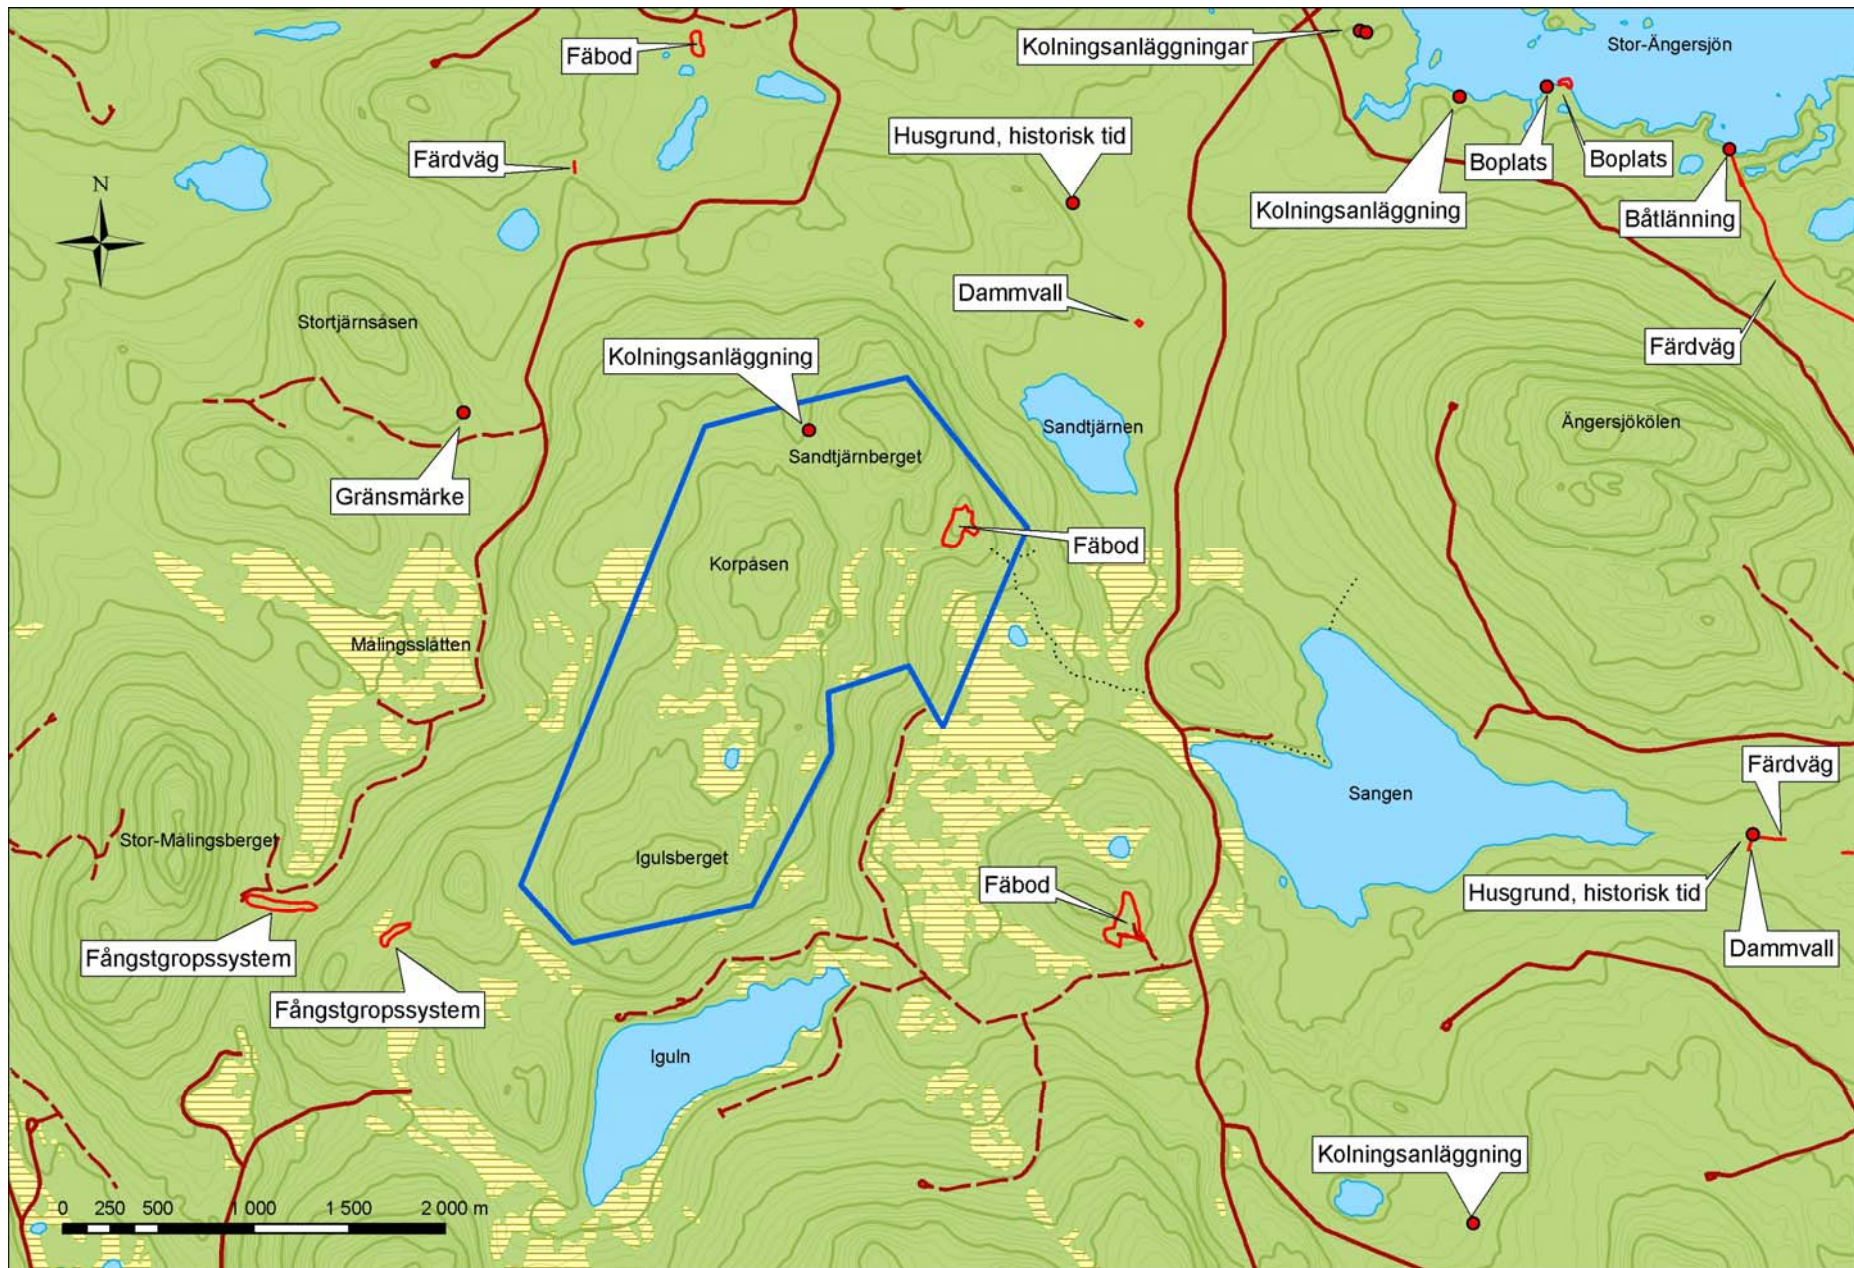 Kolningsanläggningar
Stor-Ängersjön
Fäbod
Husgrund, historisk tid
Färdväg
Boplats
Boplats
Kolningsanläggning
Båtlänning
N
Dammvall
Stortjärnsåsen
Färdväg
Kolningsanläggning
Sandtjärnen
Ängersjökölen
Sandtjärnberget
Gränsmärke
Fäbod
Korpåsen
Målingsslåtten
Färdväg
Sangen
Stor-Målingsberget
Igulsberget
Fäbod
Husgrund, historisk tid
Dammvall
Fångstgropssystem
Fångstgropssystem
Iguln
Kolningsanläggning
0 250 500 1 000 1 500 2 000 m